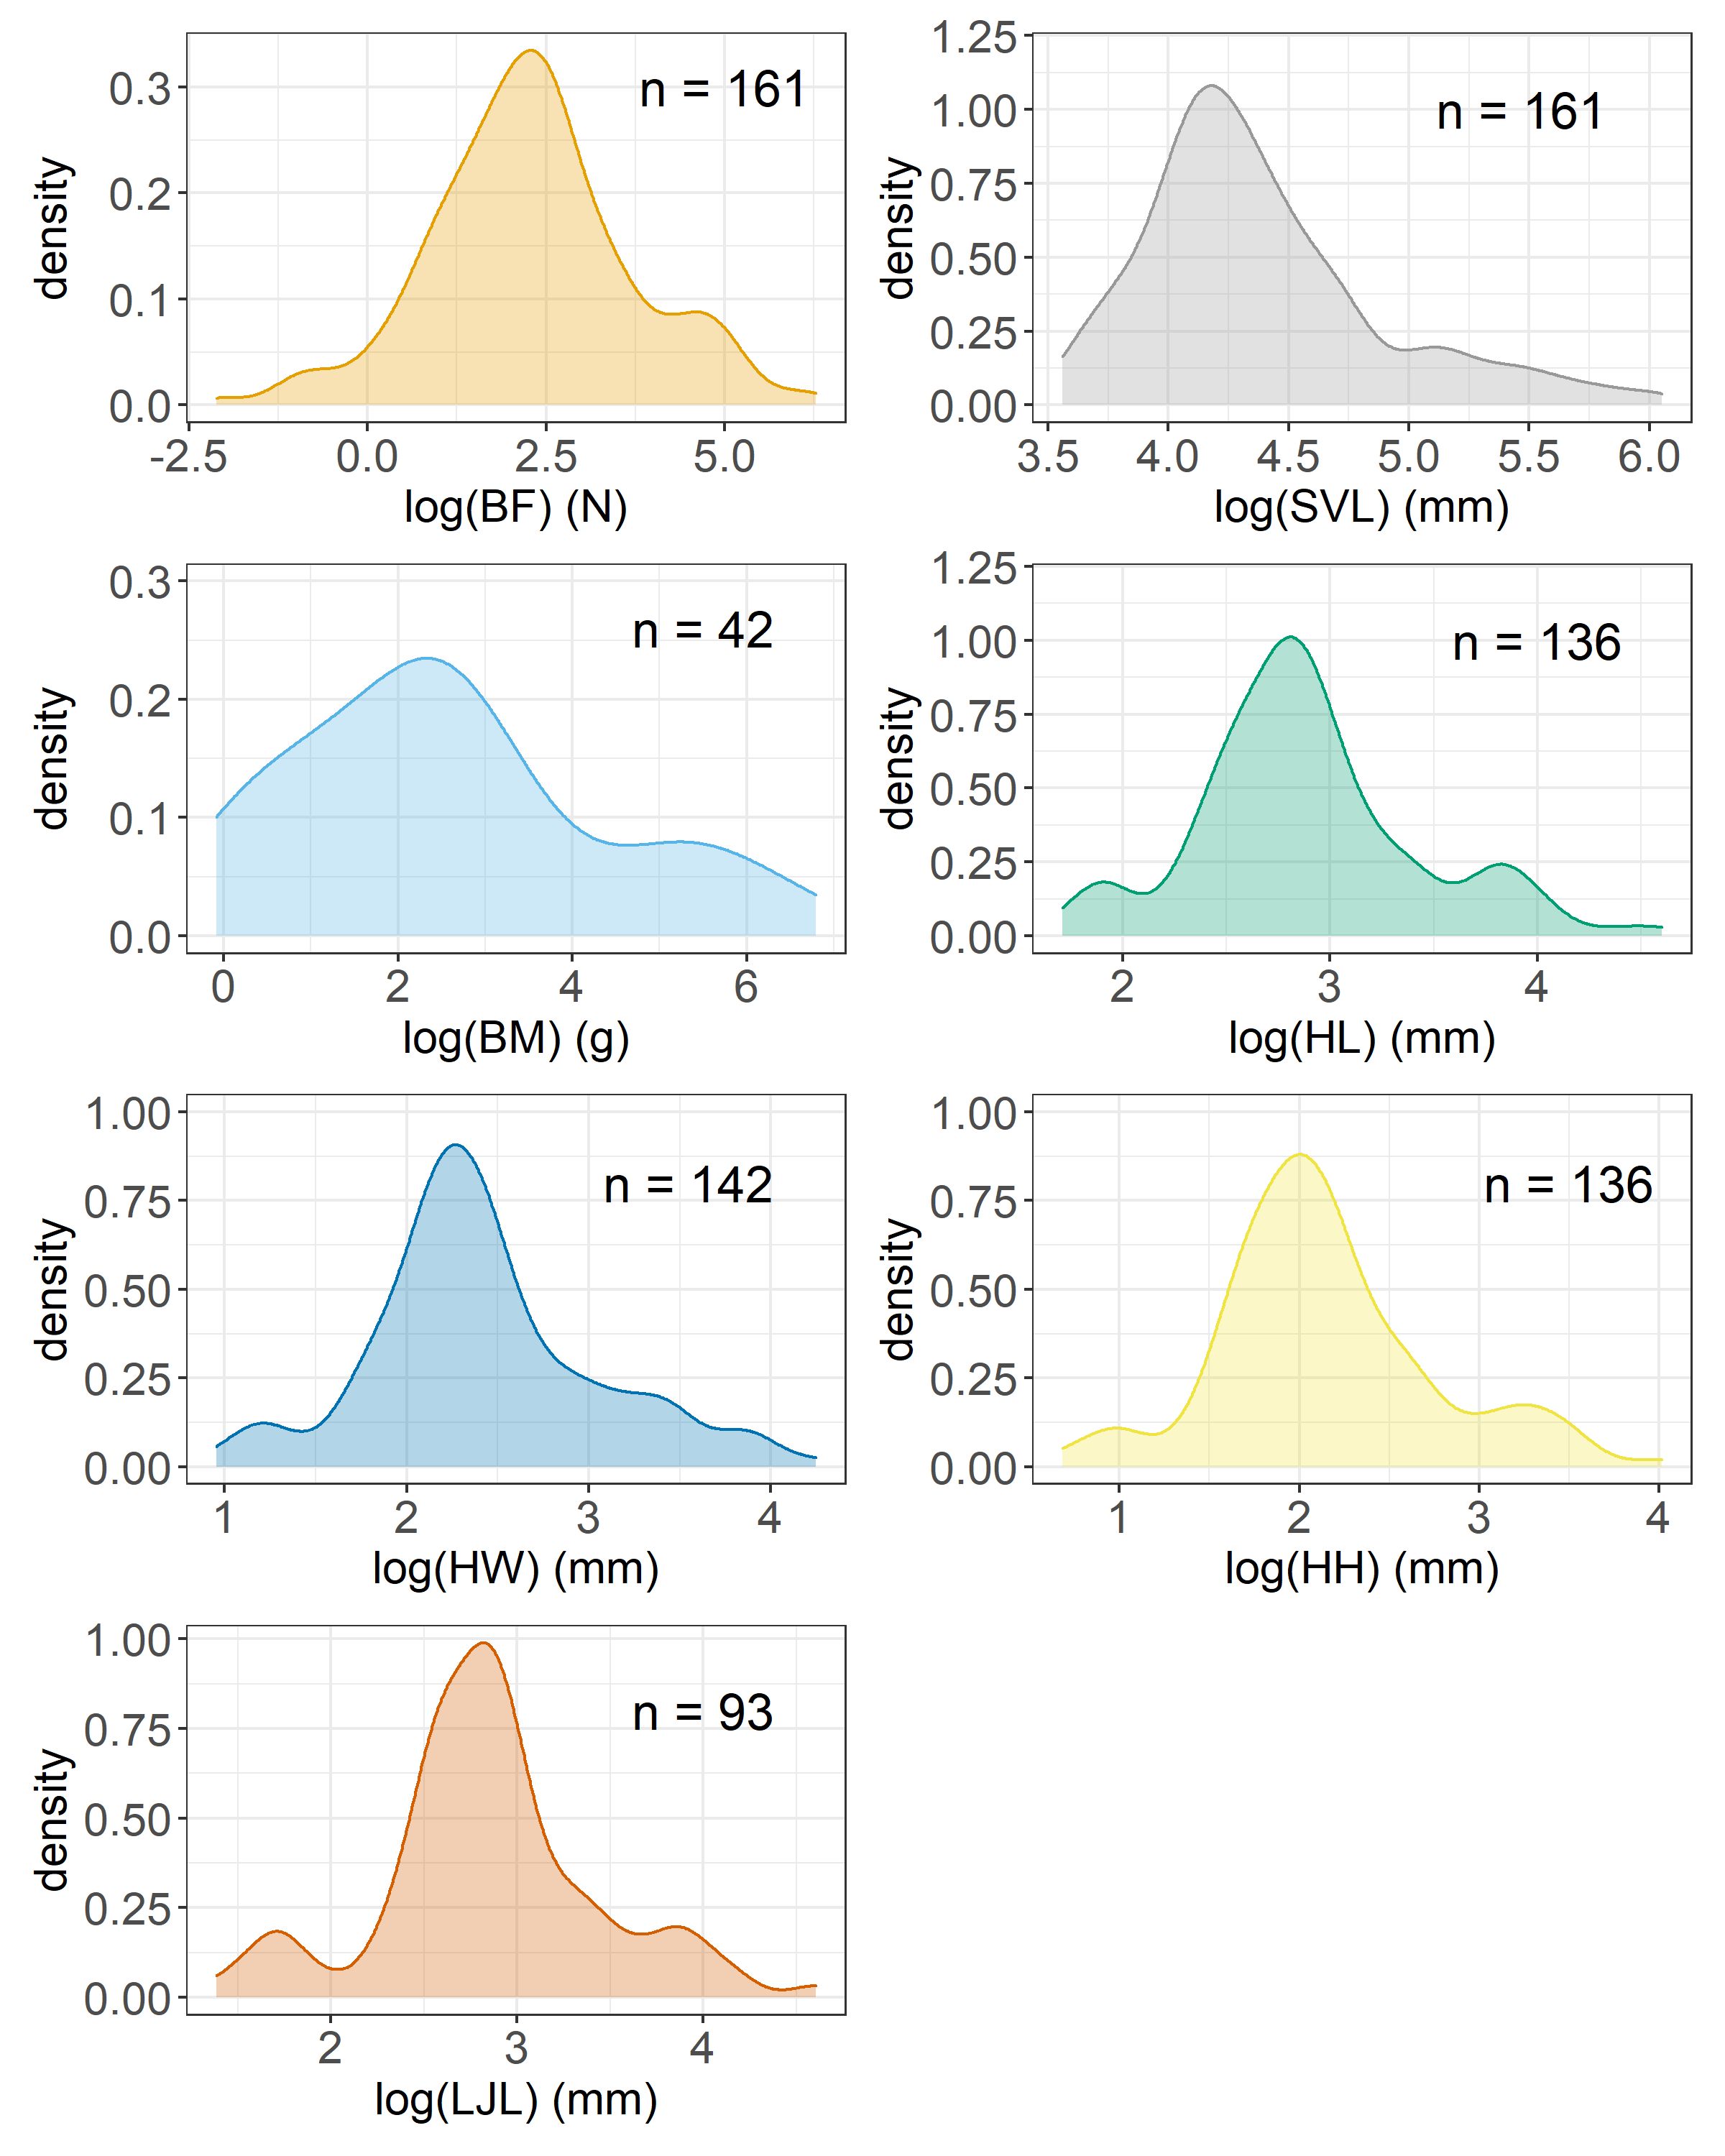 density
0.3
0.2
0.1
0.0
n = 161
-2.5 0.0 2.5 5.0
log(BF) (N)
density
1.25
1.00
0.75
0.50
0.25
0.00
n = 161
3.5 4.0 4.5 5.0 5.5 6.0
log(SVL) (mm)
density
0.3
0.2
0.1
0.0
n = 42
0 2 4 6
log(BM) (g)
density
1.25
1.00
0.75
0.50
0.25
0.00
n = 136
2 3 4
log(HL) (mm)
density
1.00
0.75
0.50
0.25
0.00
n = 142
1 2 3 4
log(HW) (mm)
density
1.00
0.75
0.50
0.25
0.00
n = 136
1 2 3 4
log(HH) (mm)
density
1.00
0.75
0.50
0.25
0.00
n = 93
2 3 4
log(LJL) (mm)